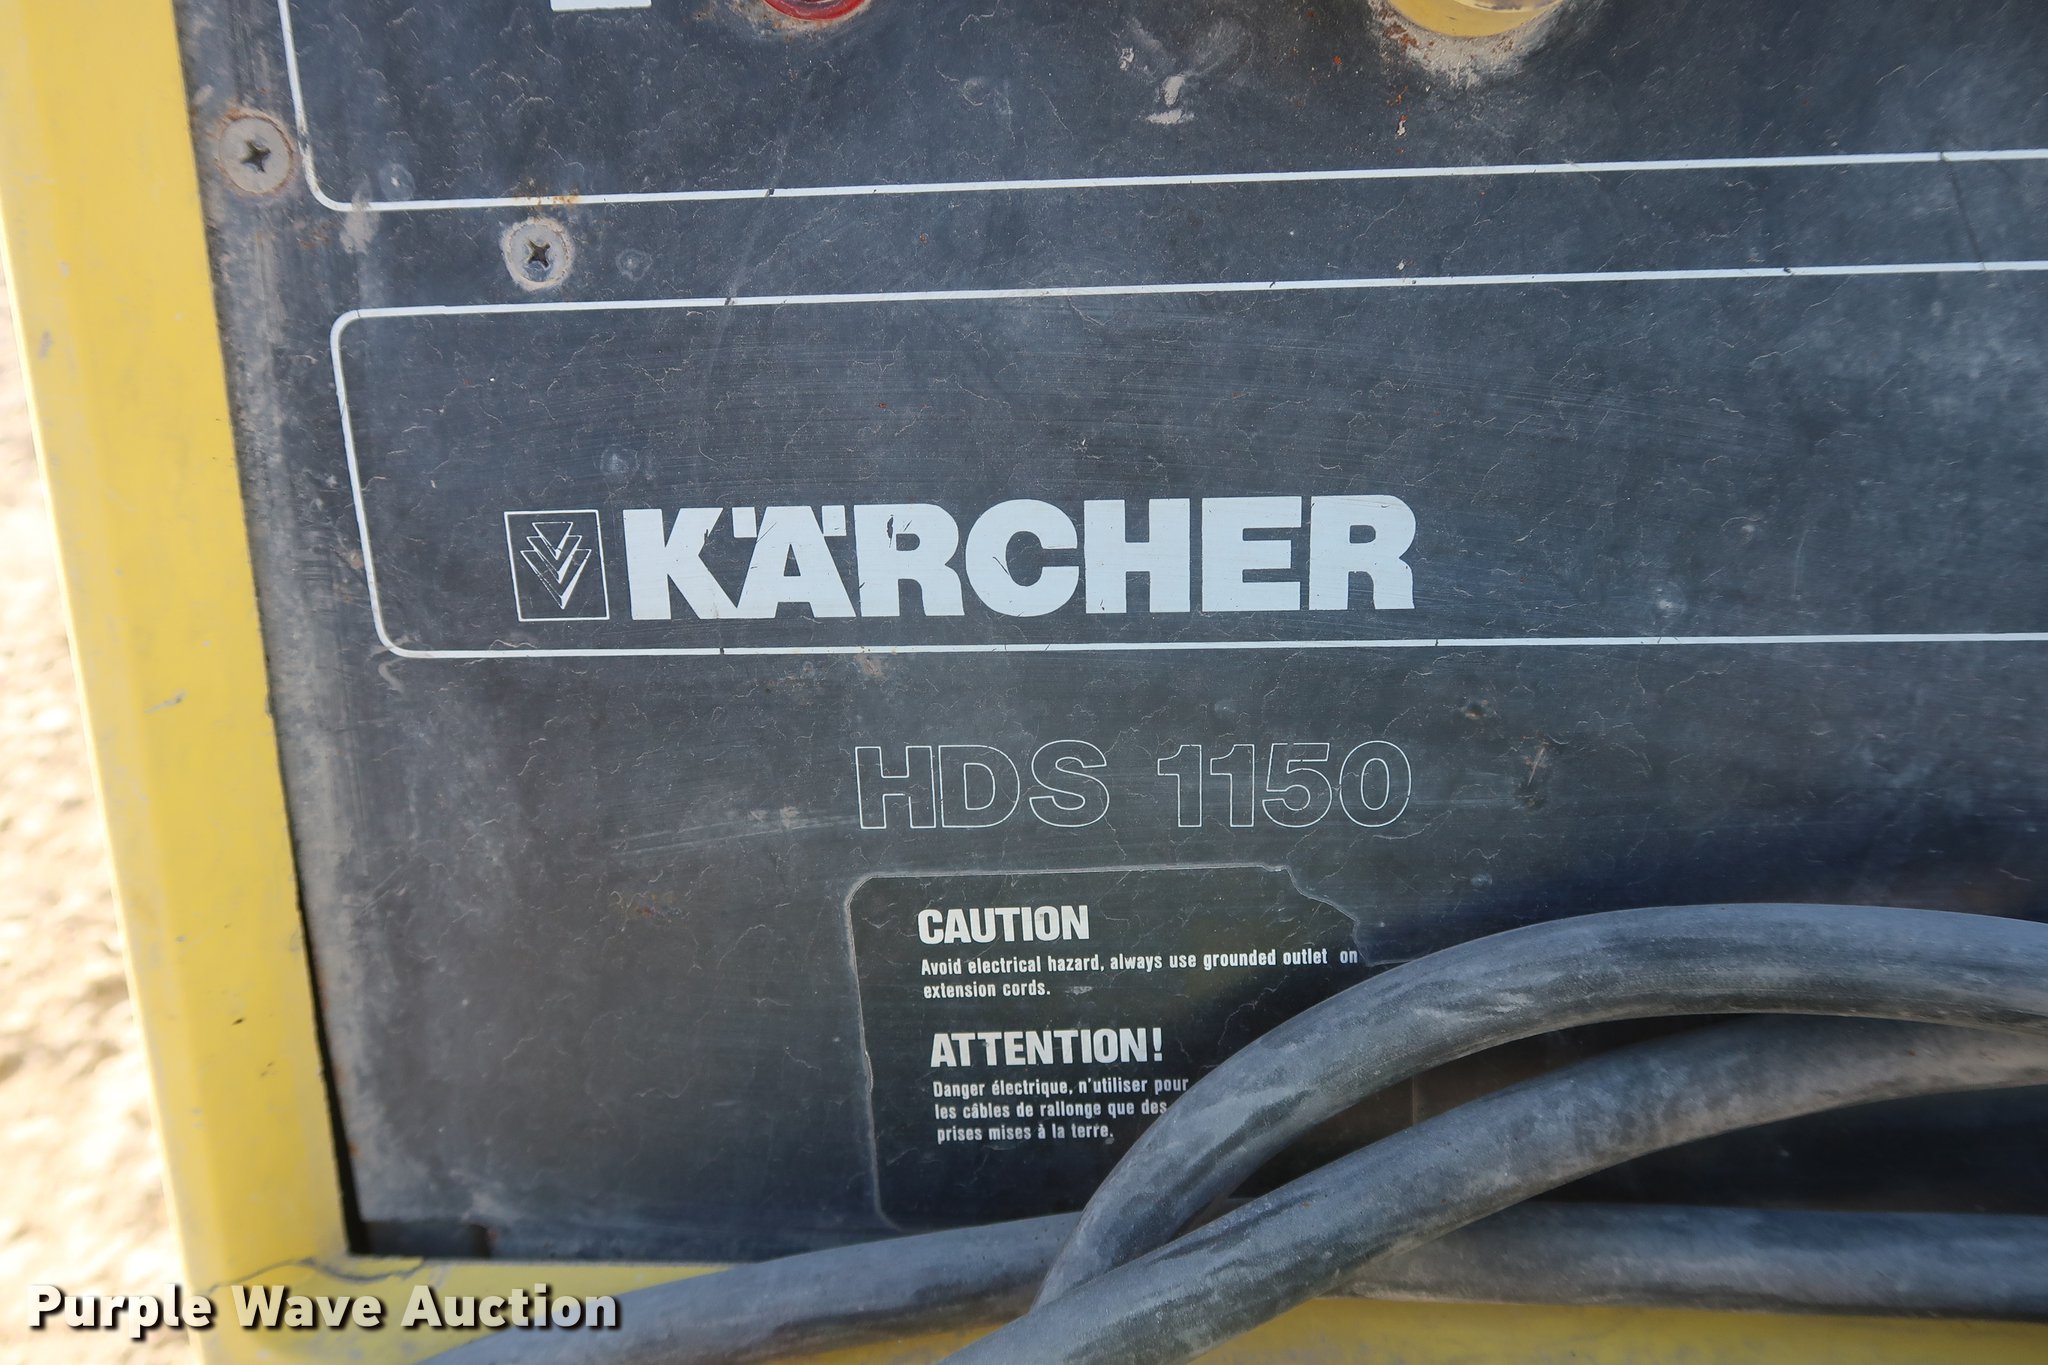 KÄRCHER
HDS 1150
CAUTION
Avoid electrical hazard, always use grounded outlet on
extension cords.
ATTENTION!
Danger électrique, n'utiliser pour
les câbles de rallonge que des
prises mises à la terre.
Purple Wave Auction